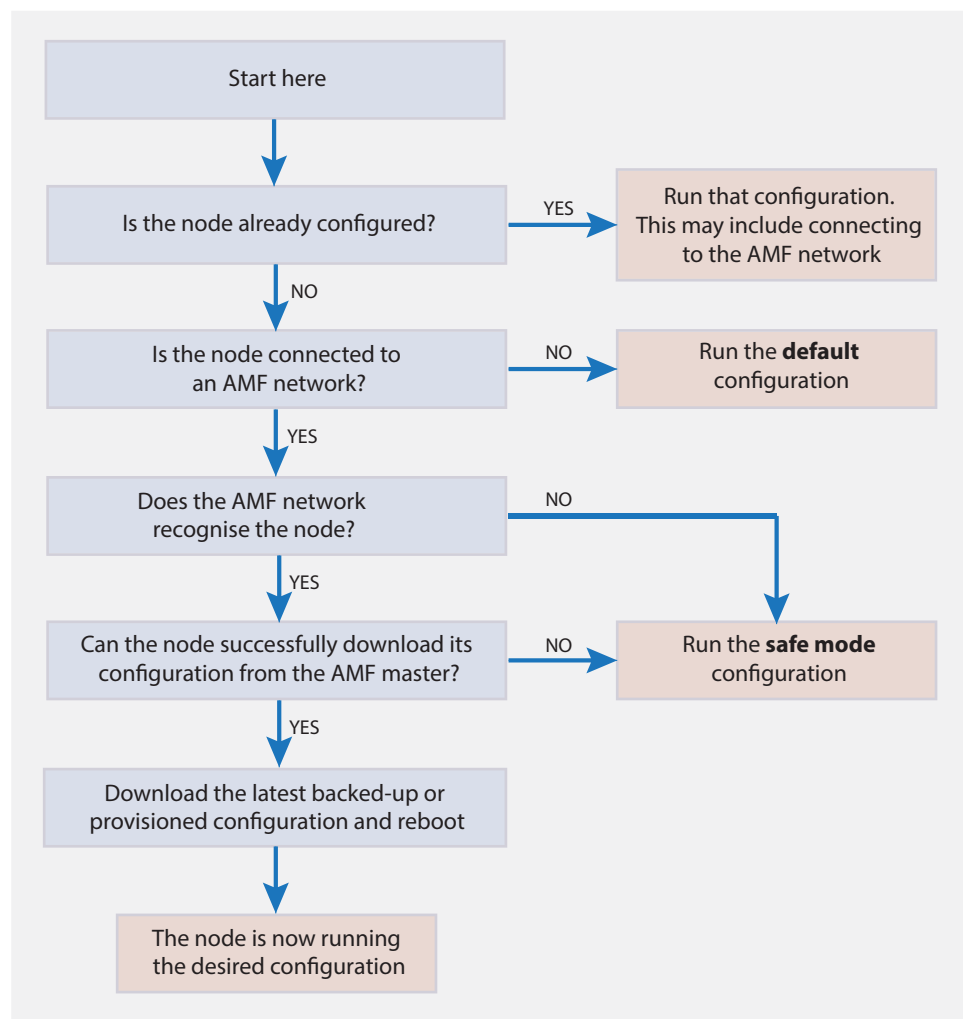 Start here
Is the node already configured?
YES
Run that configuration.
This may include connecting
to the AMF network
NO
Is the node connected to
an AMF network?
NO
Run the default
configuration
YES
Does the AMF network
recognise the node?
NO
YES
Can the node successfully download its
configuration from the AMF master?
NO
Run the safe mode
configuration
YES
Download the latest backed-up or
provisioned configuration and reboot
The node is now running
the desired configuration